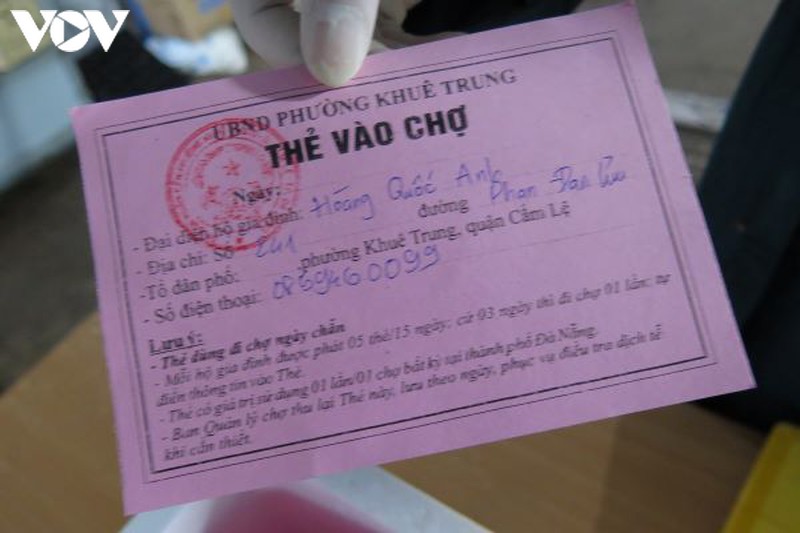 VOV
UBND PHƯỜNG KHUÊ TRUNG
THẺ VÀO CHỢ
Ngày:
- Đại diện hộ gia đình: Hoàng Quốc Anh
- Địa chỉ: Số 241 đường Phan Đăng Lưu
-Tổ dân phố: phường Khuê Trung, quận Cẩm Lệ
- Số điện thoại: 0859460099
Lưu ý:
- Thẻ dùng đi chợ ngày chẵn
- Mỗi hộ gia đình được phát 05 thẻ/15 ngày; cứ 03 ngày thì đi chợ 01 lần; tự
điền thông tin vào Thẻ.
- Thẻ có giá trị sử dụng 01 lần/01 chợ bất kỳ tại thành phố Đà Nẵng.
- Ban Quản lý chợ thu lại Thẻ này, lưu theo ngày, phục vụ điều tra dịch tễ
khi cần thiết.